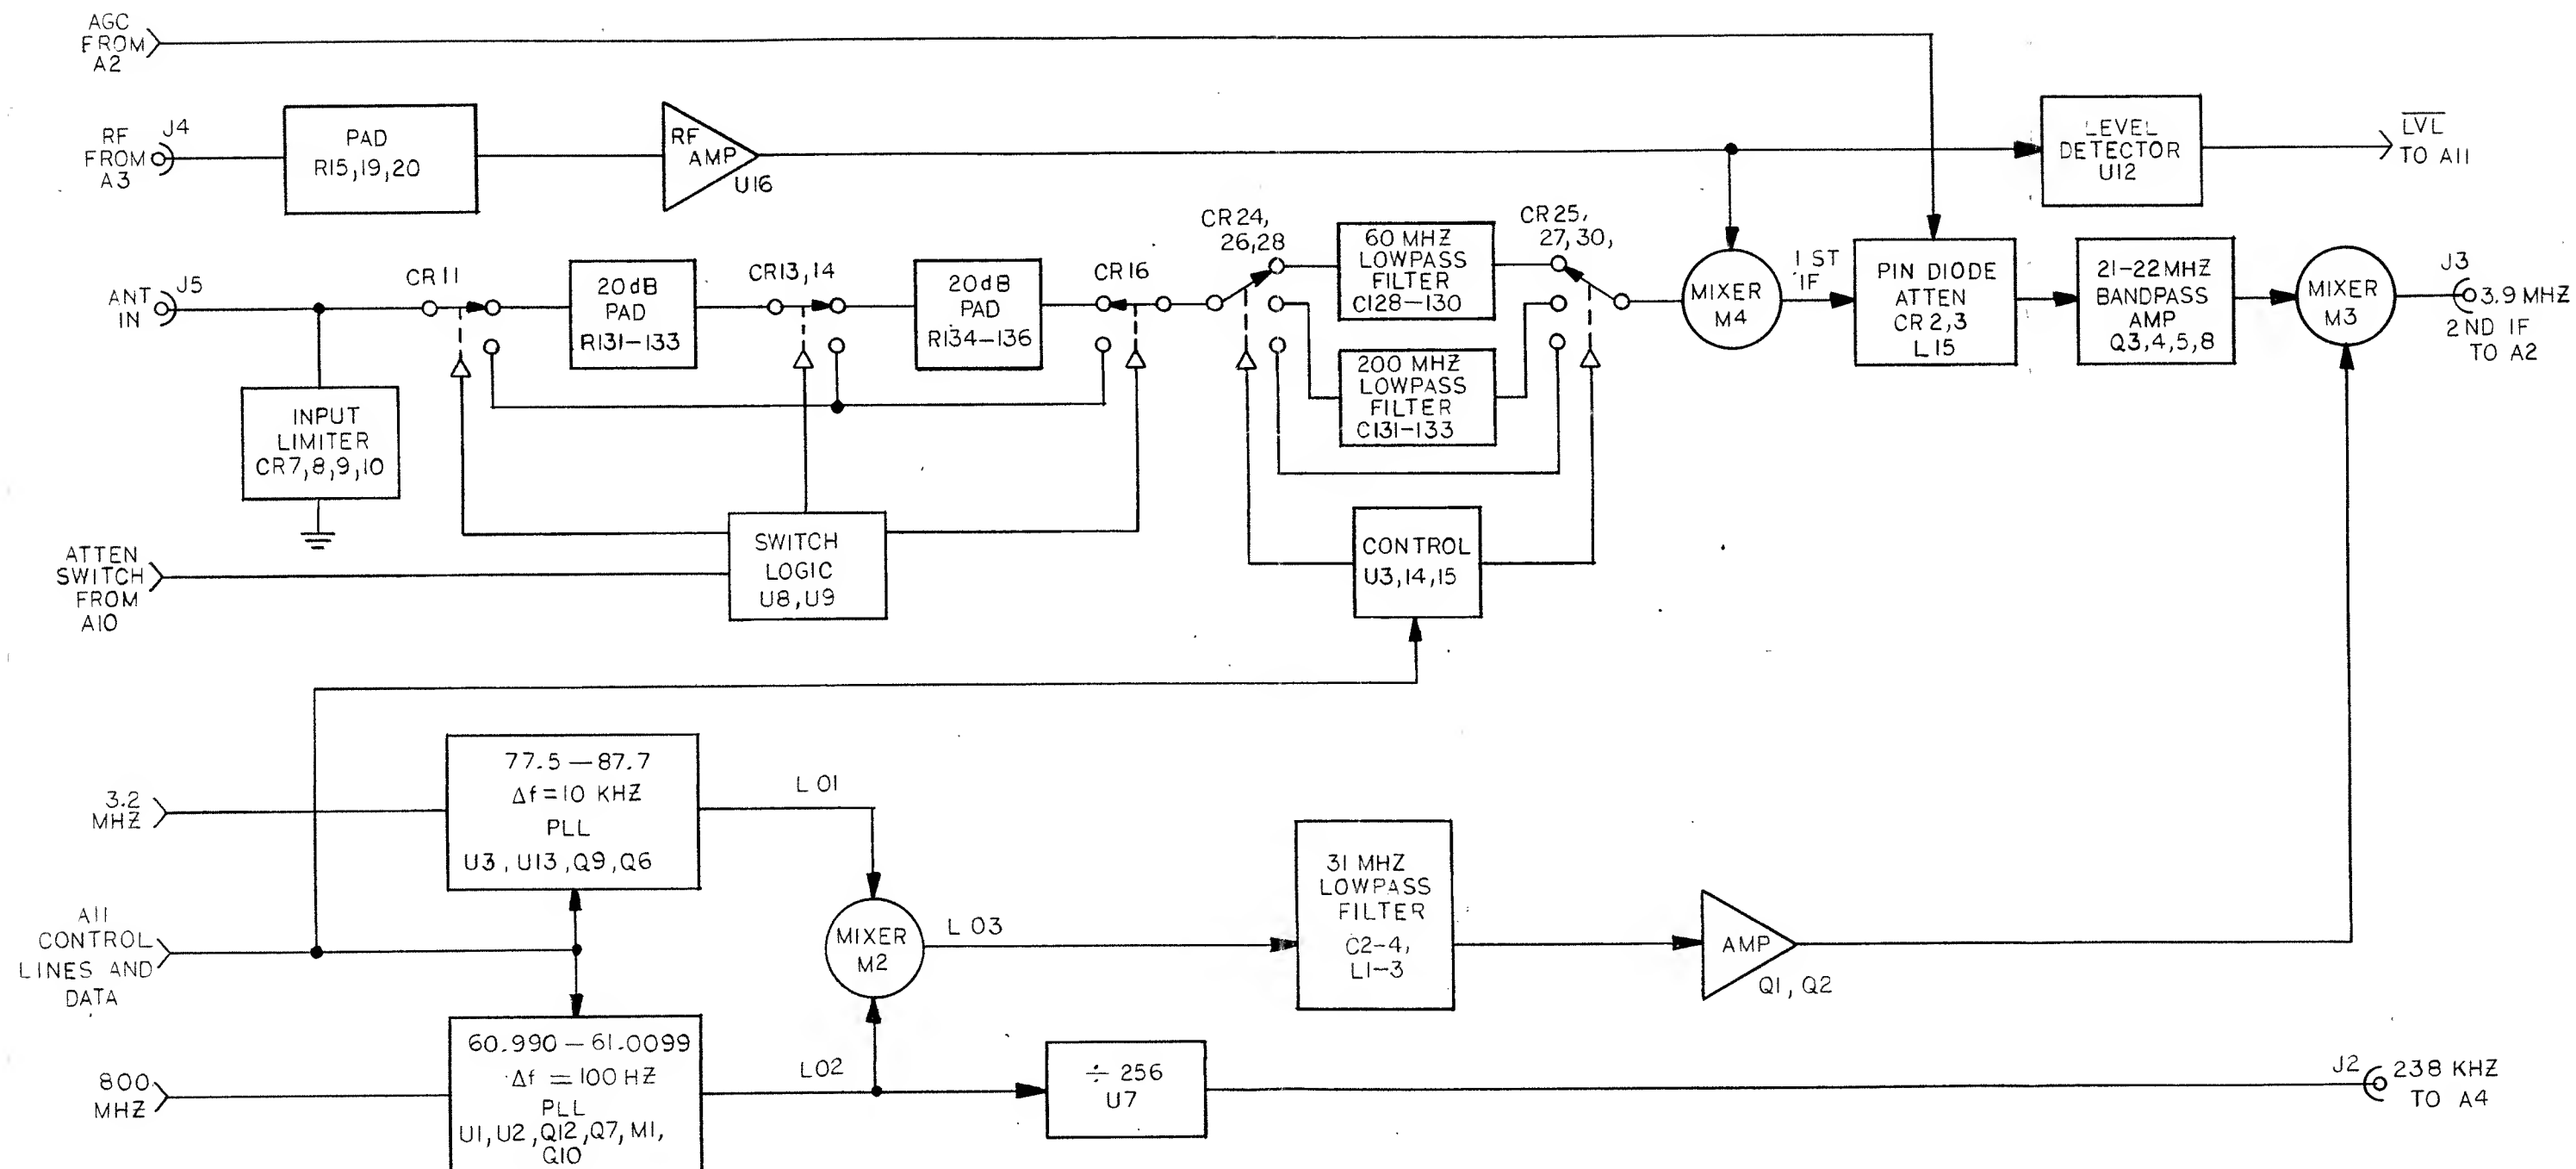 AGC
FROM
A2
RF
FROM
A3
J4
PAD
R15,19,20
RF
AMP
U16
LEVEL
DETECTOR
U12
LVL
TO A11
ANT
IN
J5
CR11
20dB
PAD
R131-133
CR13,14
20dB
PAD
R134-136
CR16
CR24,
26,28
60 MHZ
LOWPASS
FILTER
C128-130
200 MHZ
LOWPASS
FILTER
C131-133
CR25,
27,30,
MIXER
M4
1 ST
IF
PIN DIODE
ATTEN
CR2,3
L15
21-22MHZ
BANDPASS
AMP
Q3,4,5,8
MIXER
M3
J3
3.9 MHZ
2ND IF
TO A2
INPUT
LIMITER
CR7,8,9,10
ATTEN
SWITCH
FROM
A10
SWITCH
LOGIC
U8,U9
CONTROL
U3,14,15
3.2
MHZ
77.5 — 87.7
Δf = 10 KHZ
PLL
U3, U13, Q9, Q6
L01
A11
CONTROL
LINES AND
DATA
MIXER
M2
L03
31 MHZ
LOWPASS
FILTER
C2-4,
L1-3
AMP
Q1, Q2
800
MHZ
60.990 — 61.0099
Δf = 100 HZ
PLL
U1, U2, Q12, Q7, M1,
Q10
L02
÷ 256
U7
J2
238 KHZ
TO A4